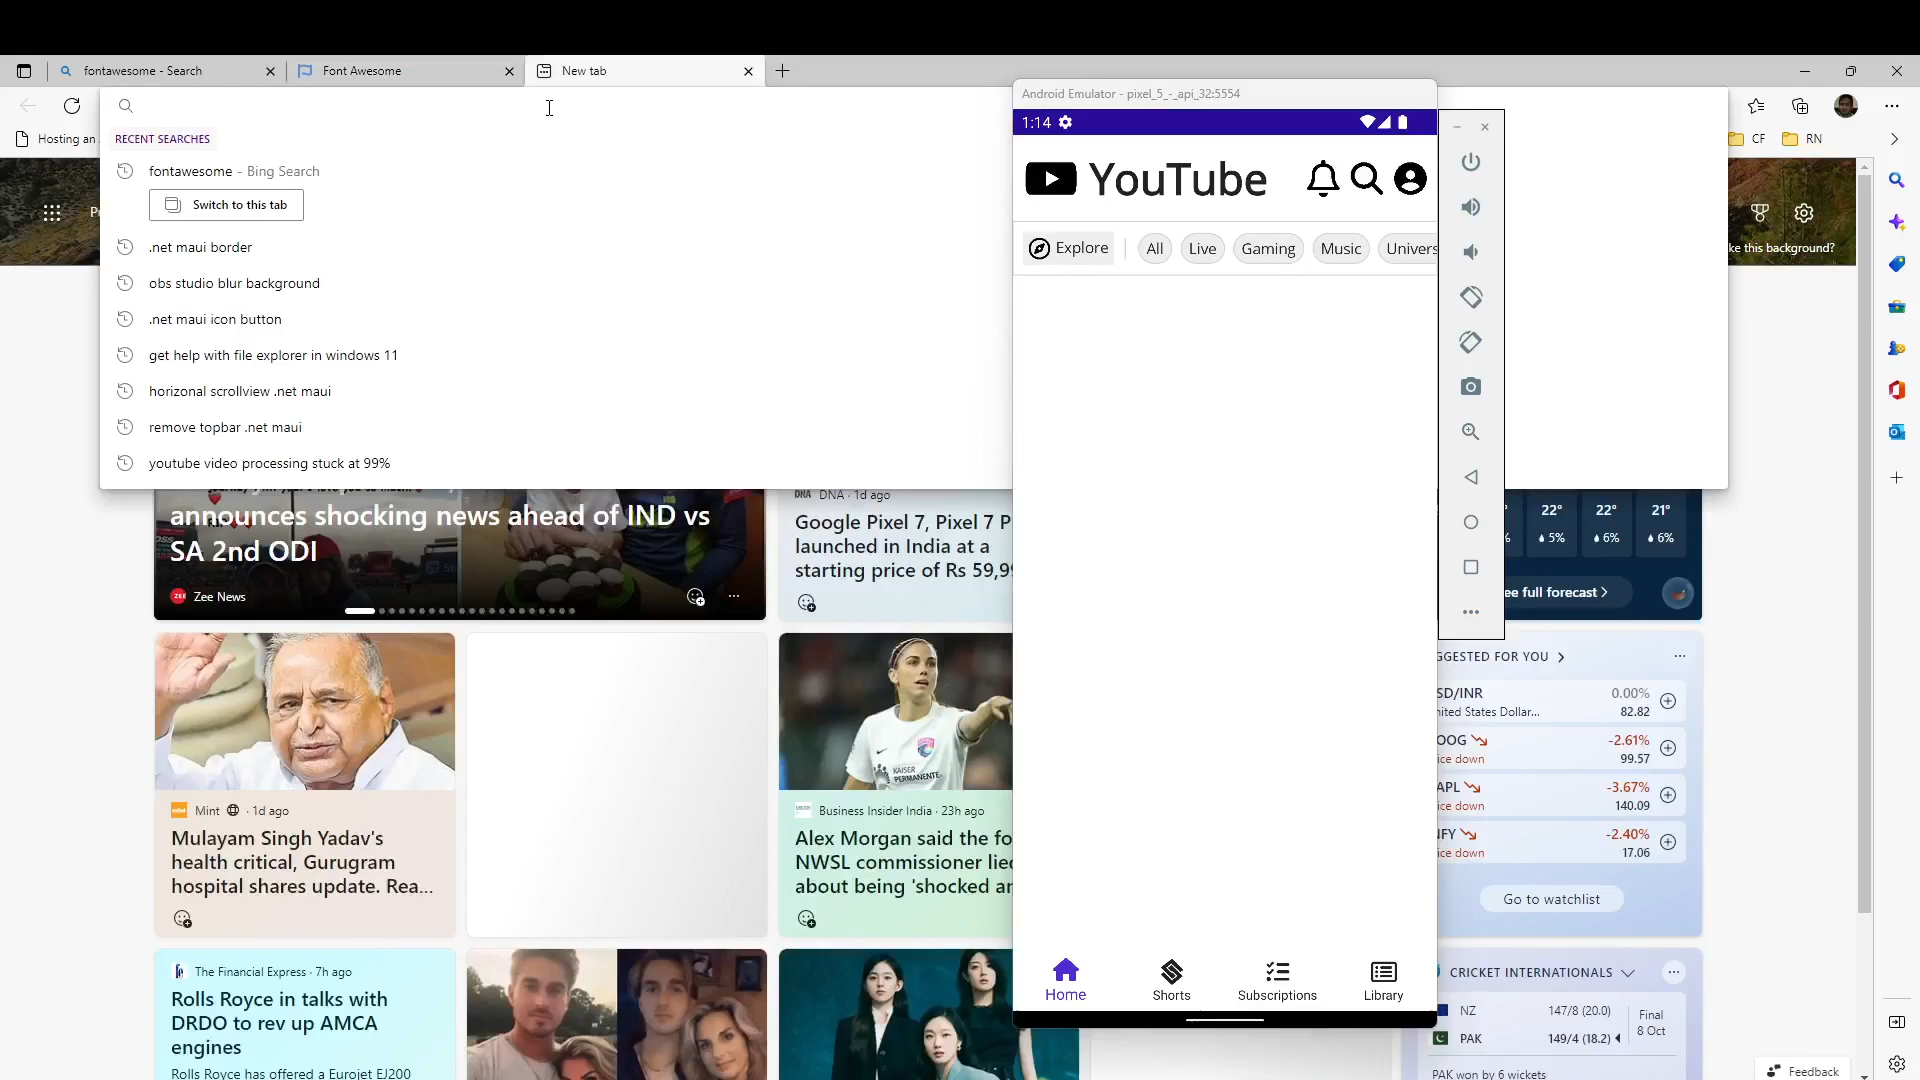 fontawesome - Search
Font Awesome
New tab
Hosting an
CF
RN
RECENT SEARCHES
fontawesome - Bing Search
Switch to this tab
.net maui border
obs studio blur background
.net maui icon button
get help with file explorer in windows 11
horizonal scrollview .net maui
remove topbar .net maui
youtube video processing stuck at 99%
ke this background?
Android Emulator - pixel_5_-_api_32:5554
1:14
YouTube
Explore
All
Live
Gaming
Music
Univers
Home
Shorts
Subscriptions
Library
announces shocking news ahead of IND vs
SA 2nd ODI
Zee News
DNA · 1d ago
Google Pixel 7, Pixel 7 P
launched in India at a
starting price of Rs 59,99
22°
22°
21°
5%
6%
6%
ee full forecast
Mint · 1d ago
Mulayam Singh Yadav's
health critical, Gurugram
hospital shares update. Rea...
KAISER
PERMANENTE
Business Insider India · 23h ago
Alex Morgan said the fo
NWSL commissioner lied
about being 'shocked an
GGESTED FOR YOU
SD/INR
0.00%
nited States Dollar...
82.82
OOG
-2.61%
ice down
99.57
APL
-3.67%
ice down
140.09
IFY
-2.40%
ice down
17.06
Go to watchlist
The Financial Express · 7h ago
Rolls Royce in talks with
DRDO to rev up AMCA
engines
Rolls Royce has offered a Eurojet EJ200
CRICKET INTERNATIONALS
NZ
147/8 (20.0)
Final
8 Oct
PAK
149/4 (18.2)
PAK won by 6 wickets
Feedback